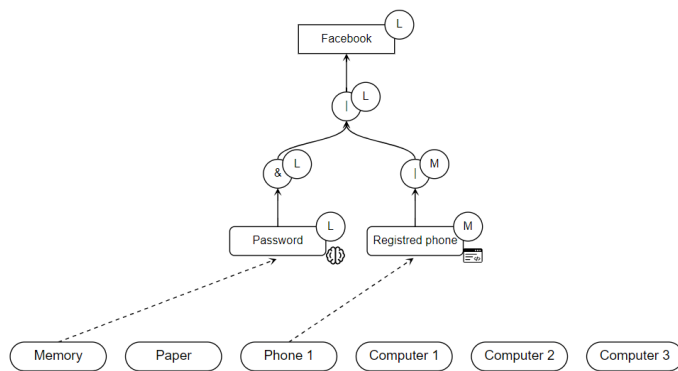 Facebook
L
|
L
&
L
|
M
Password
L
Registred phone
M
Memory
Paper
Phone 1
Computer 1
Computer 2
Computer 3